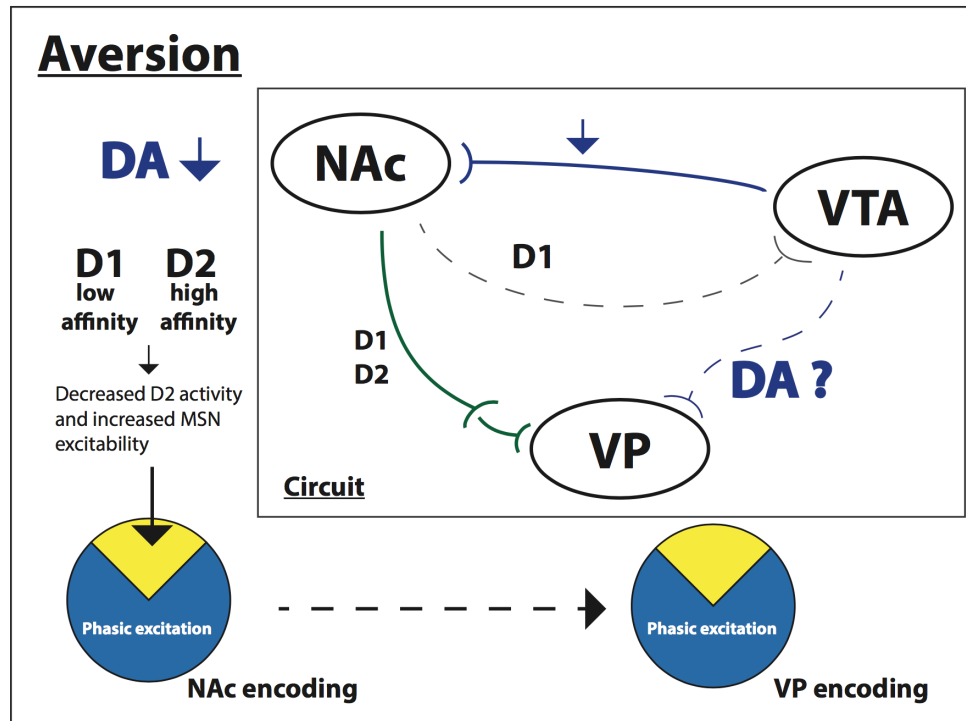 Aversion
DA
D1
low
affinity
D2
high
affinity
Decreased D2 activity
and increased MSN
excitability
NAc
VTA
D1
D1
D2
DA ?
VP
Circuit
Phasic excitation
NAc encoding
Phasic excitation
VP encoding